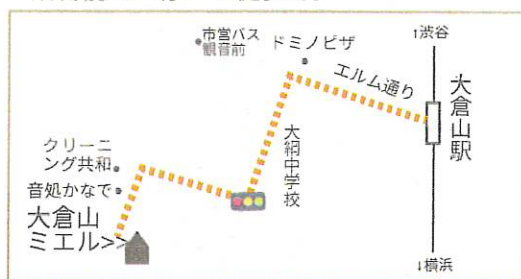 市営バス
観音前
ドミノピザ
↑渋谷
エルム通り
大倉山駅
大綱中学校
クリーニ
ング共和
音処かなで
大倉山
ミエル>>
↓横浜